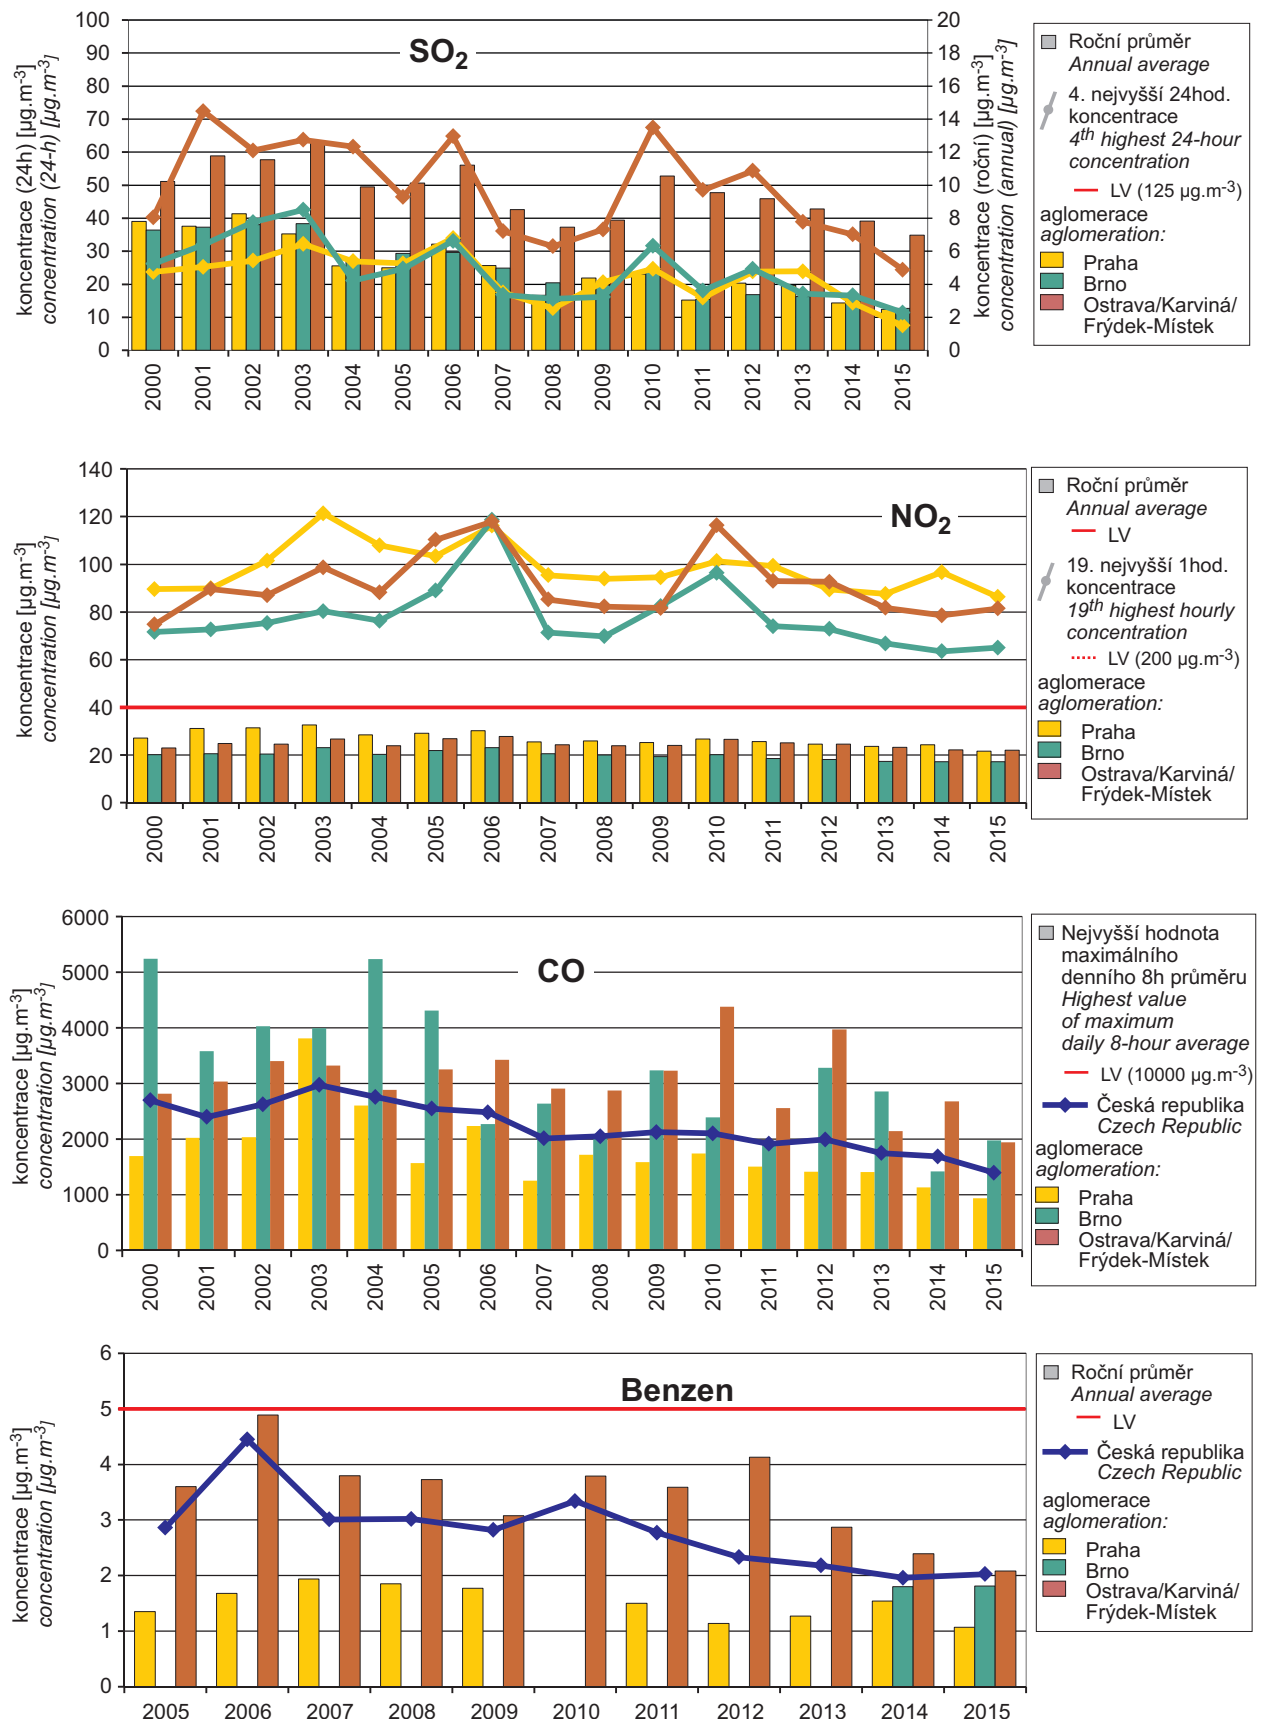 SO2
koncentrace (24h) [µg.m-3]
concentration (24-h) [µg.m-3]
100
90
80
70
60
50
40
30
20
10
0
20
18
16
14
12
10
8
6
4
2
0
koncentrace (roční) [µg.m-3]
concentration (annual) [µg.m-3]
2000
2001
2002
2003
2004
2005
2006
2007
2008
2009
2010
2011
2012
2013
2014
2015
Roční průměr
Annual average
4. nejvyšší 24hod.
koncentrace
4th highest 24-hour
concentration
LV (125 µg.m-3)
aglomerace
aglomeration:
Praha
Brno
Ostrava/Karviná/
Frýdek-Místek
NO2
koncentrace [µg.m-3]
concentration [µg.m-3]
140
120
100
80
60
40
20
0
2000
2001
2002
2003
2004
2005
2006
2007
2008
2009
2010
2011
2012
2013
2014
2015
Roční průměr
Annual average
LV
19. nejvyšší 1hod.
koncentrace
19th highest hourly
concentration
LV (200 µg.m-3)
aglomerace
aglomeration:
Praha
Brno
Ostrava/Karviná/
Frýdek-Místek
CO
koncentrace [µg.m-3]
concentration [µg.m-3]
6000
5000
4000
3000
2000
1000
0
2000
2001
2002
2003
2004
2005
2006
2007
2008
2009
2010
2011
2012
2013
2014
2015
Nejvyšší hodnota
maximálního
denního 8h průměru
Highest value
of maximum
daily 8-hour average
LV (10000 µg.m-3)
Česká republika
Czech Republic
aglomerace
aglomeration:
Praha
Brno
Ostrava/Karviná/
Frýdek-Místek
Benzen
koncentrace [µg.m-3]
concentration [µg.m-3]
6
5
4
3
2
1
0
2005
2006
2007
2008
2009
2010
2011
2012
2013
2014
2015
Roční průměr
Annual average
LV
Česká republika
Czech Republic
aglomerace
aglomeration:
Praha
Brno
Ostrava/Karviná/
Frýdek-Místek